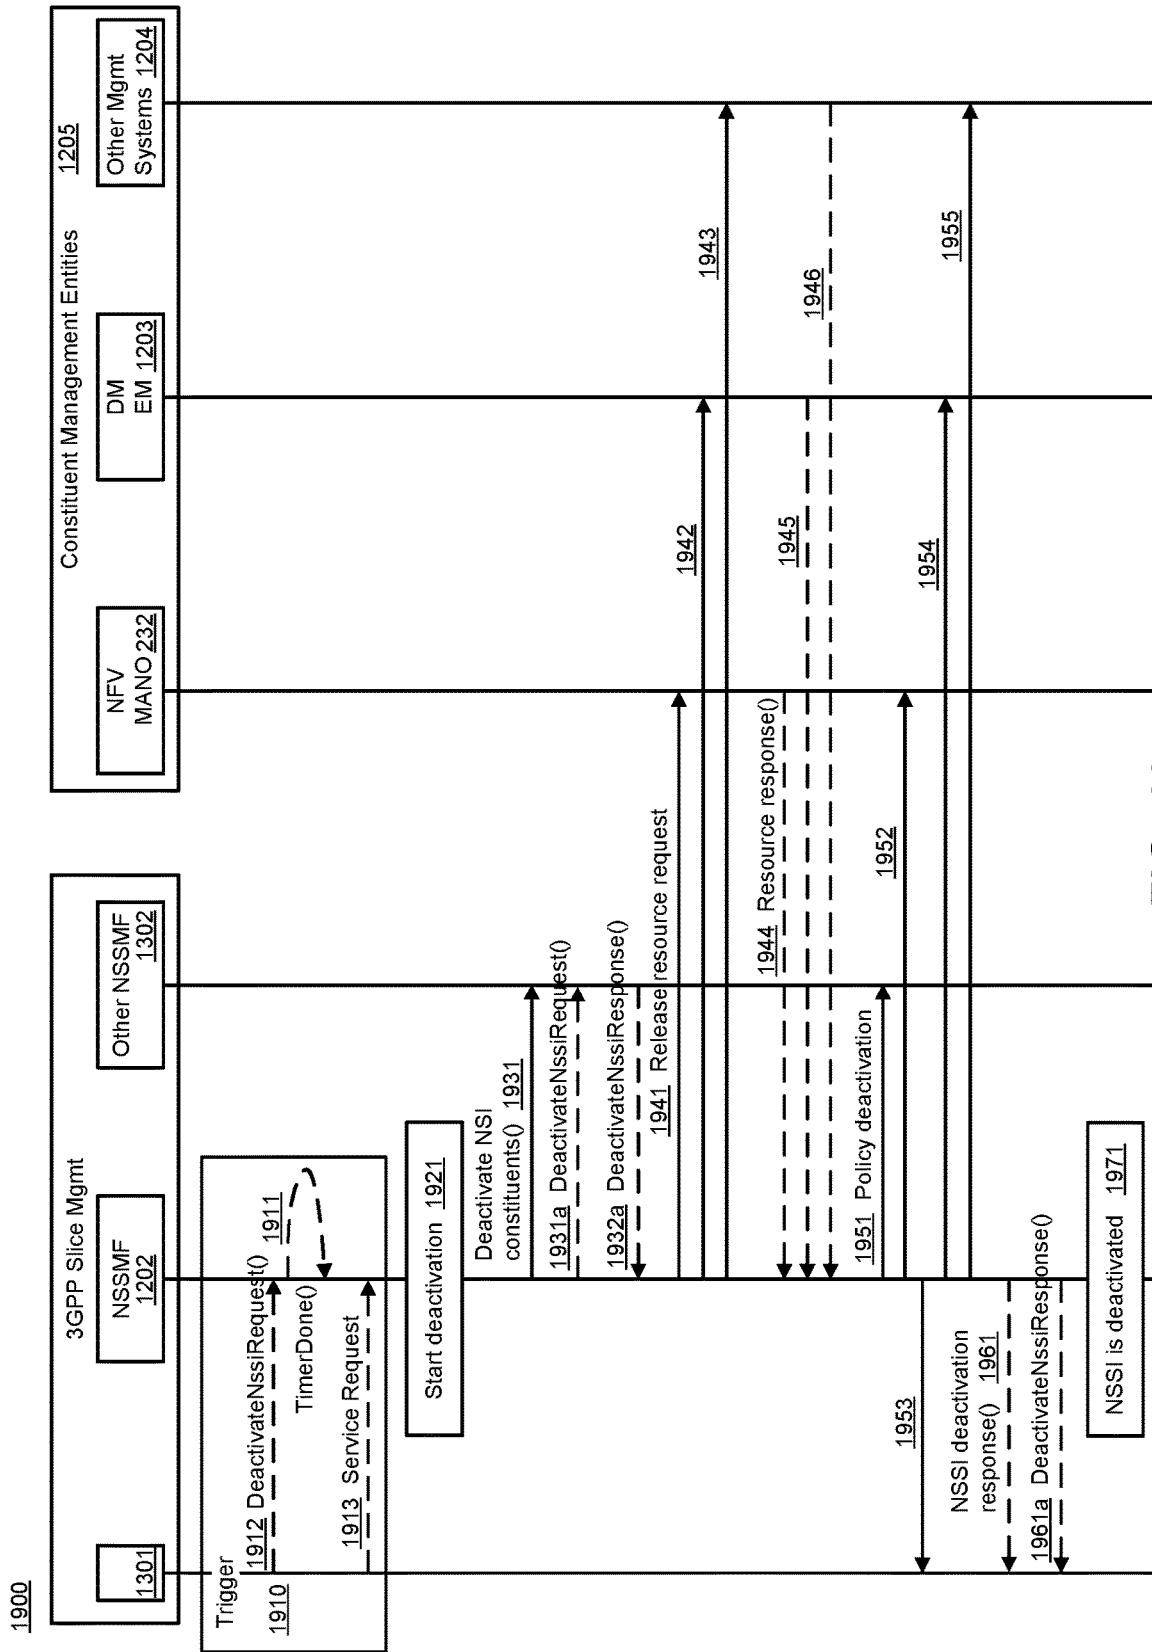 1900
3GPP Slice Mgmt
Constituent Management Entities 1205
1301
NSSMF
1202
Other NSSMF
1302
NFV
MANO 232
DM
EM 1203
Other Mgmt
Systems 1204
Trigger
1910
1912 DeactivateNssiRequest()
1911
TimerDone()
1913 Service Request
Start deactivation 1921
Deactivate NSI
constituents() 1931
1931a DeactivateNssiRequest()
1932a DeactivateNssiResponse()
1941 Release resource request
1942
1943
1944 Resource response()
1945
1946
1951 Policy deactivation
1952
1953
1954
1955
NSSI deactivation
response() 1961
1961a DeactivateNssiResponse()
NSSI is deactivated 1971